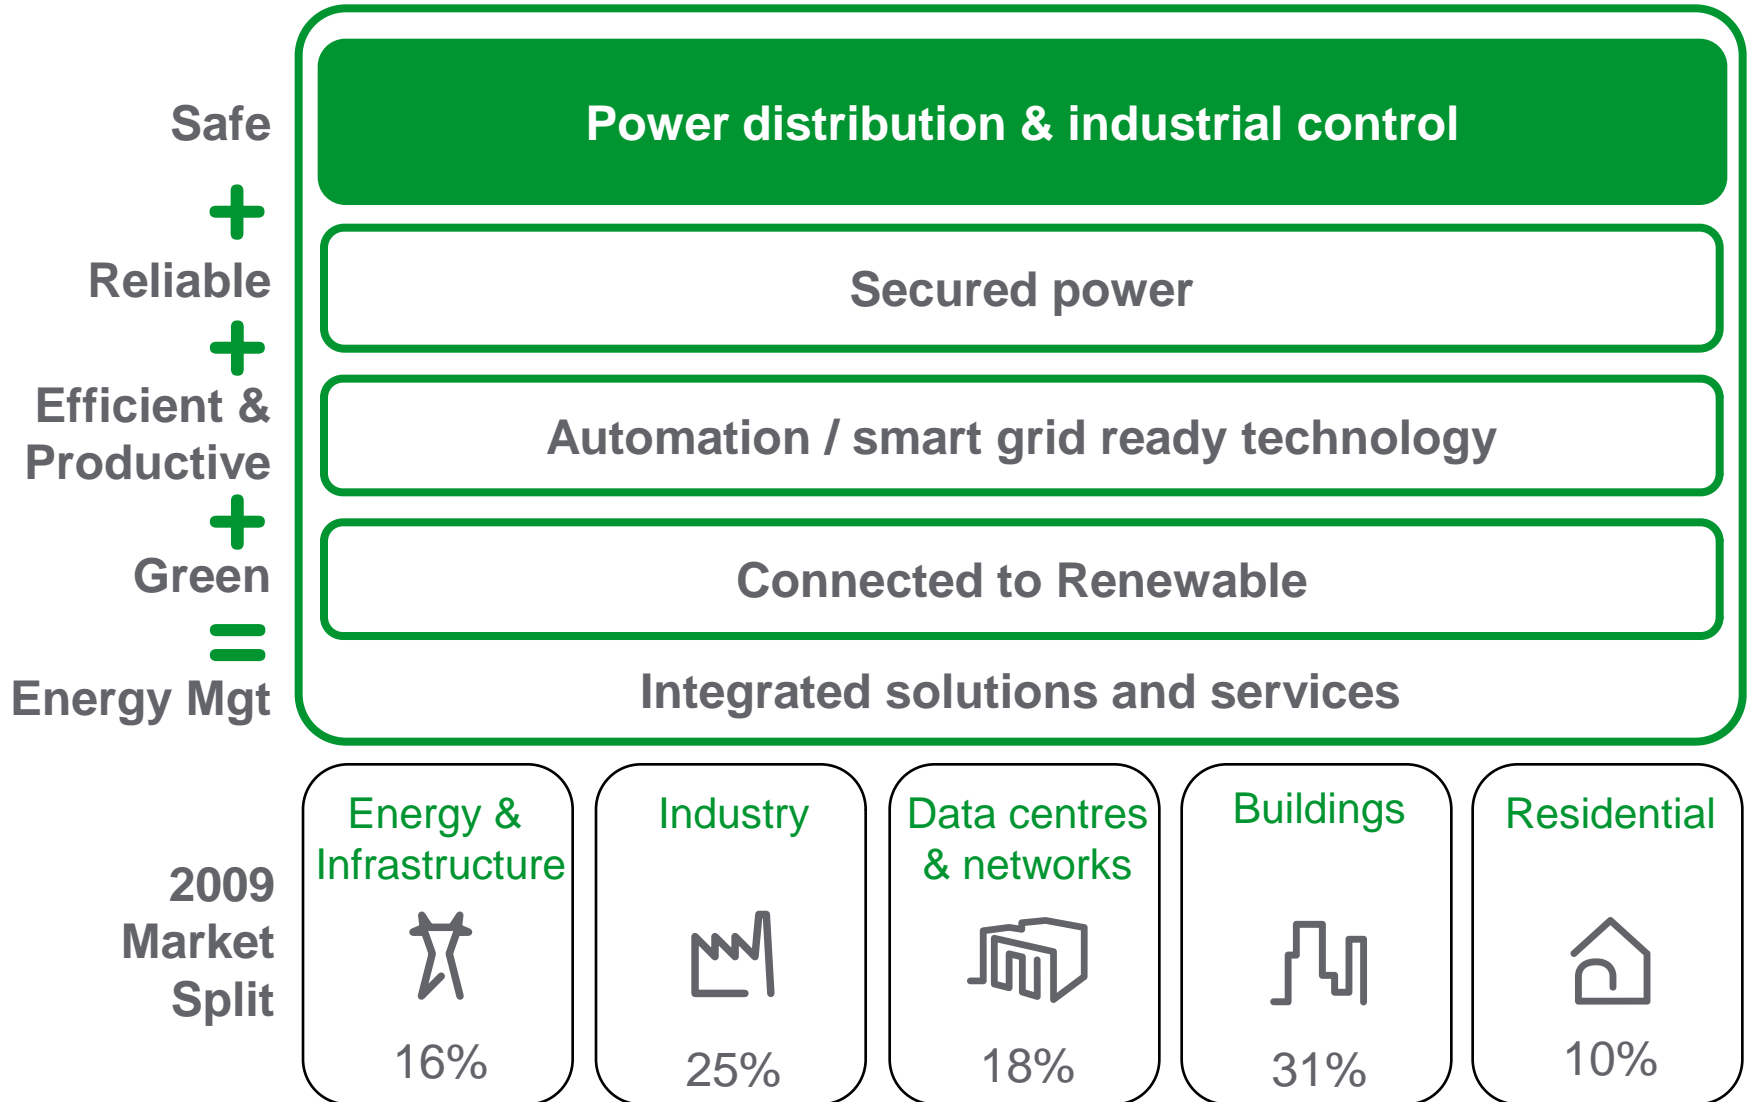 Safe
Power distribution & industrial control
+
Reliable
Secured power
+
Efficient &
Productive
Automation / smart grid ready technology
+
Green
Connected to Renewable
=
Energy Mgt
Integrated solutions and services
2009
Market
Split
Energy &
Infrastructure
16%
Industry
25%
Data centres
& networks
18%
Buildings
31%
Residential
10%